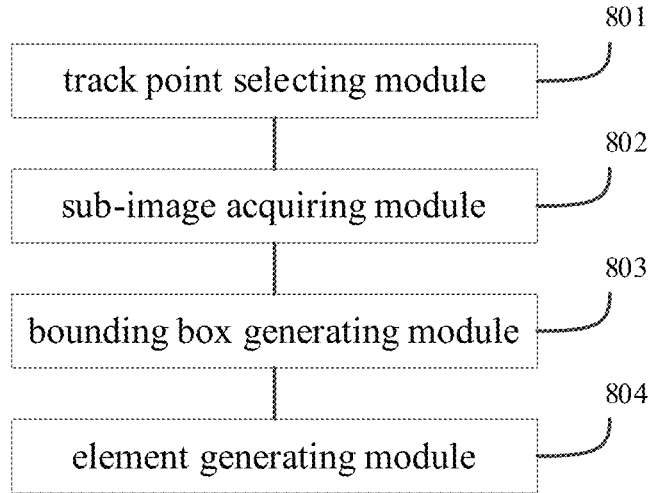 801
track point selecting module
802
sub-image acquiring module
803
bounding box generating module
804
element generating module